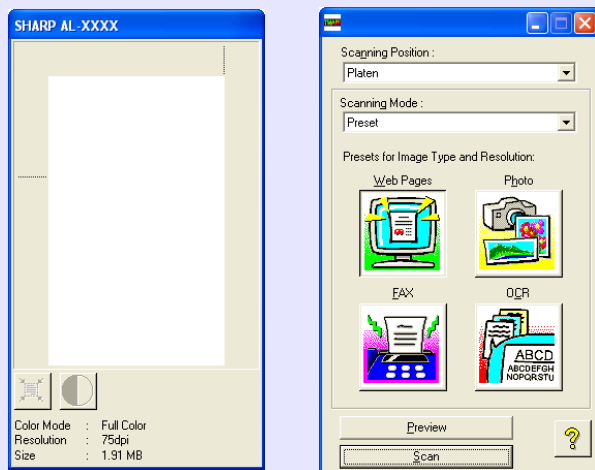 SHARP AL-XXXX
Color Mode : Full Color
Resolution : 75dpi
Size : 1.91 MB
Scanning Position :
Platen
Scanning Mode :
Preset
Presets for Image Type and Resolution:
Web Pages Photo
FAX OCR
ABCD
ABCDEFGH
NOPQRSTU
Preview
?
Scan